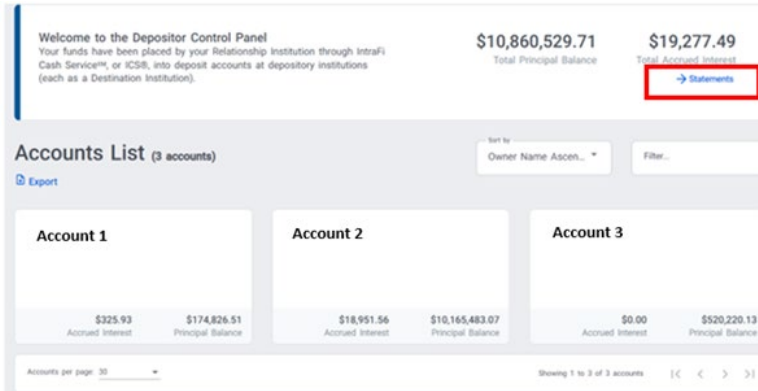 Welcome to the Depositor Control Panel
Your funds have been placed by your Relationship Institution through IntraFi
Cash Service℠, or ICS®, into deposit accounts at depository institutions
(each as a Destination Institution).
$10,860,529.71
Total Principal Balance
$19,277.49
Total Accrued Interest
→ Statements
Accounts List (3 accounts)
Export
Sort by
Owner Name Ascen...
Filter...
Account 1
$325.93 $174,826.51
Accrued Interest Principal Balance
Account 2
$18,951.56 $10,165,483.07
Accrued Interest Principal Balance
Account 3
$0.00 $520,220.13
Accrued Interest Principal Balance
Accounts per page: 30
Showing 1 to 3 of 3 accounts